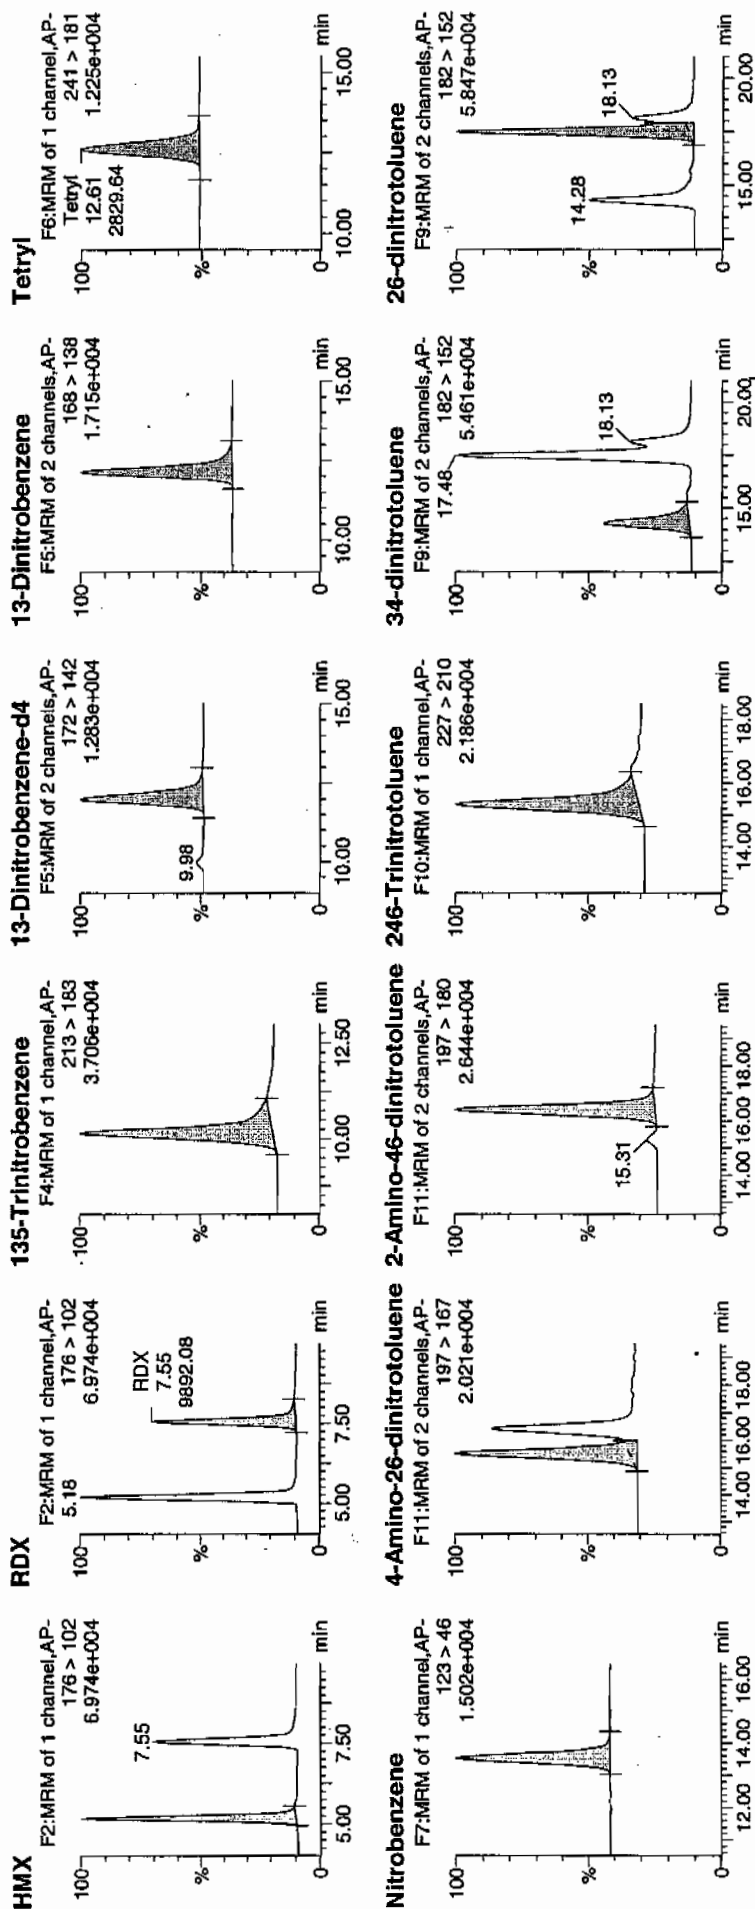 HMX
F2:MRM of 1 channel,AP-
176 > 102
6.974e+004
100
7.55
%
0
5.00 7.50 min
RDX
F2:MRM of 1 channel,AP-
176 > 102
6.974e+004
5.18
100
RDX
7.55
9892.08
%
0
5.00 7.50 min
135-Trinitrobenzene
F4:MRM of 1 channel,AP-
213 > 183
3.706e+004
100
%
0
10.00 12.50 min
13-Dinitrobenzene-d4
F5:MRM of 2 channels,AP-
172 > 142
1.283e+004
100
9.98
%
0
10.00 15.00 min
13-Dinitrobenzene
F5:MRM of 2 channels,AP-
168 > 138
1.715e+004
100
%
0
10.00 15.00 min
Tetryl
F6:MRM of 1 channel,AP-
241 > 181
1.225e+004
Tetryl
12.61
2829.64
100
%
0
10.00 15.00 min
Nitrobenzene
F7:MRM of 1 channel,AP-
123 > 46
1.502e+004
100
%
0
12.00 14.00 16.00 min
4-Amino-26-dinitrotoluene
F11:MRM of 2 channels,AP-
197 > 167
2.021e+004
100
%
0
14.00 16.00 18.00 min
2-Amino-46-dinitrotoluene
F11:MRM of 2 channels,AP-
197 > 180
2.644e+004
100
15.31
%
0
14.00 16.00 18.00 min
246-Trinitrotoluene
F10:MRM of 1 channel,AP-
227 > 210
2.186e+004
100
%
0
14.00 16.00 18.00 min
34-dinitrotoluene
F9:MRM of 2 channels,AP-
182 > 152
5.461e+004
17.48
100
18.13
%
0
15.00 20.00 min
26-dinitrotoluene
F9:MRM of 2 channels,AP-
182 > 152
5.847e+004
100
14.28
18.13
%
0
15.00 20.00 min